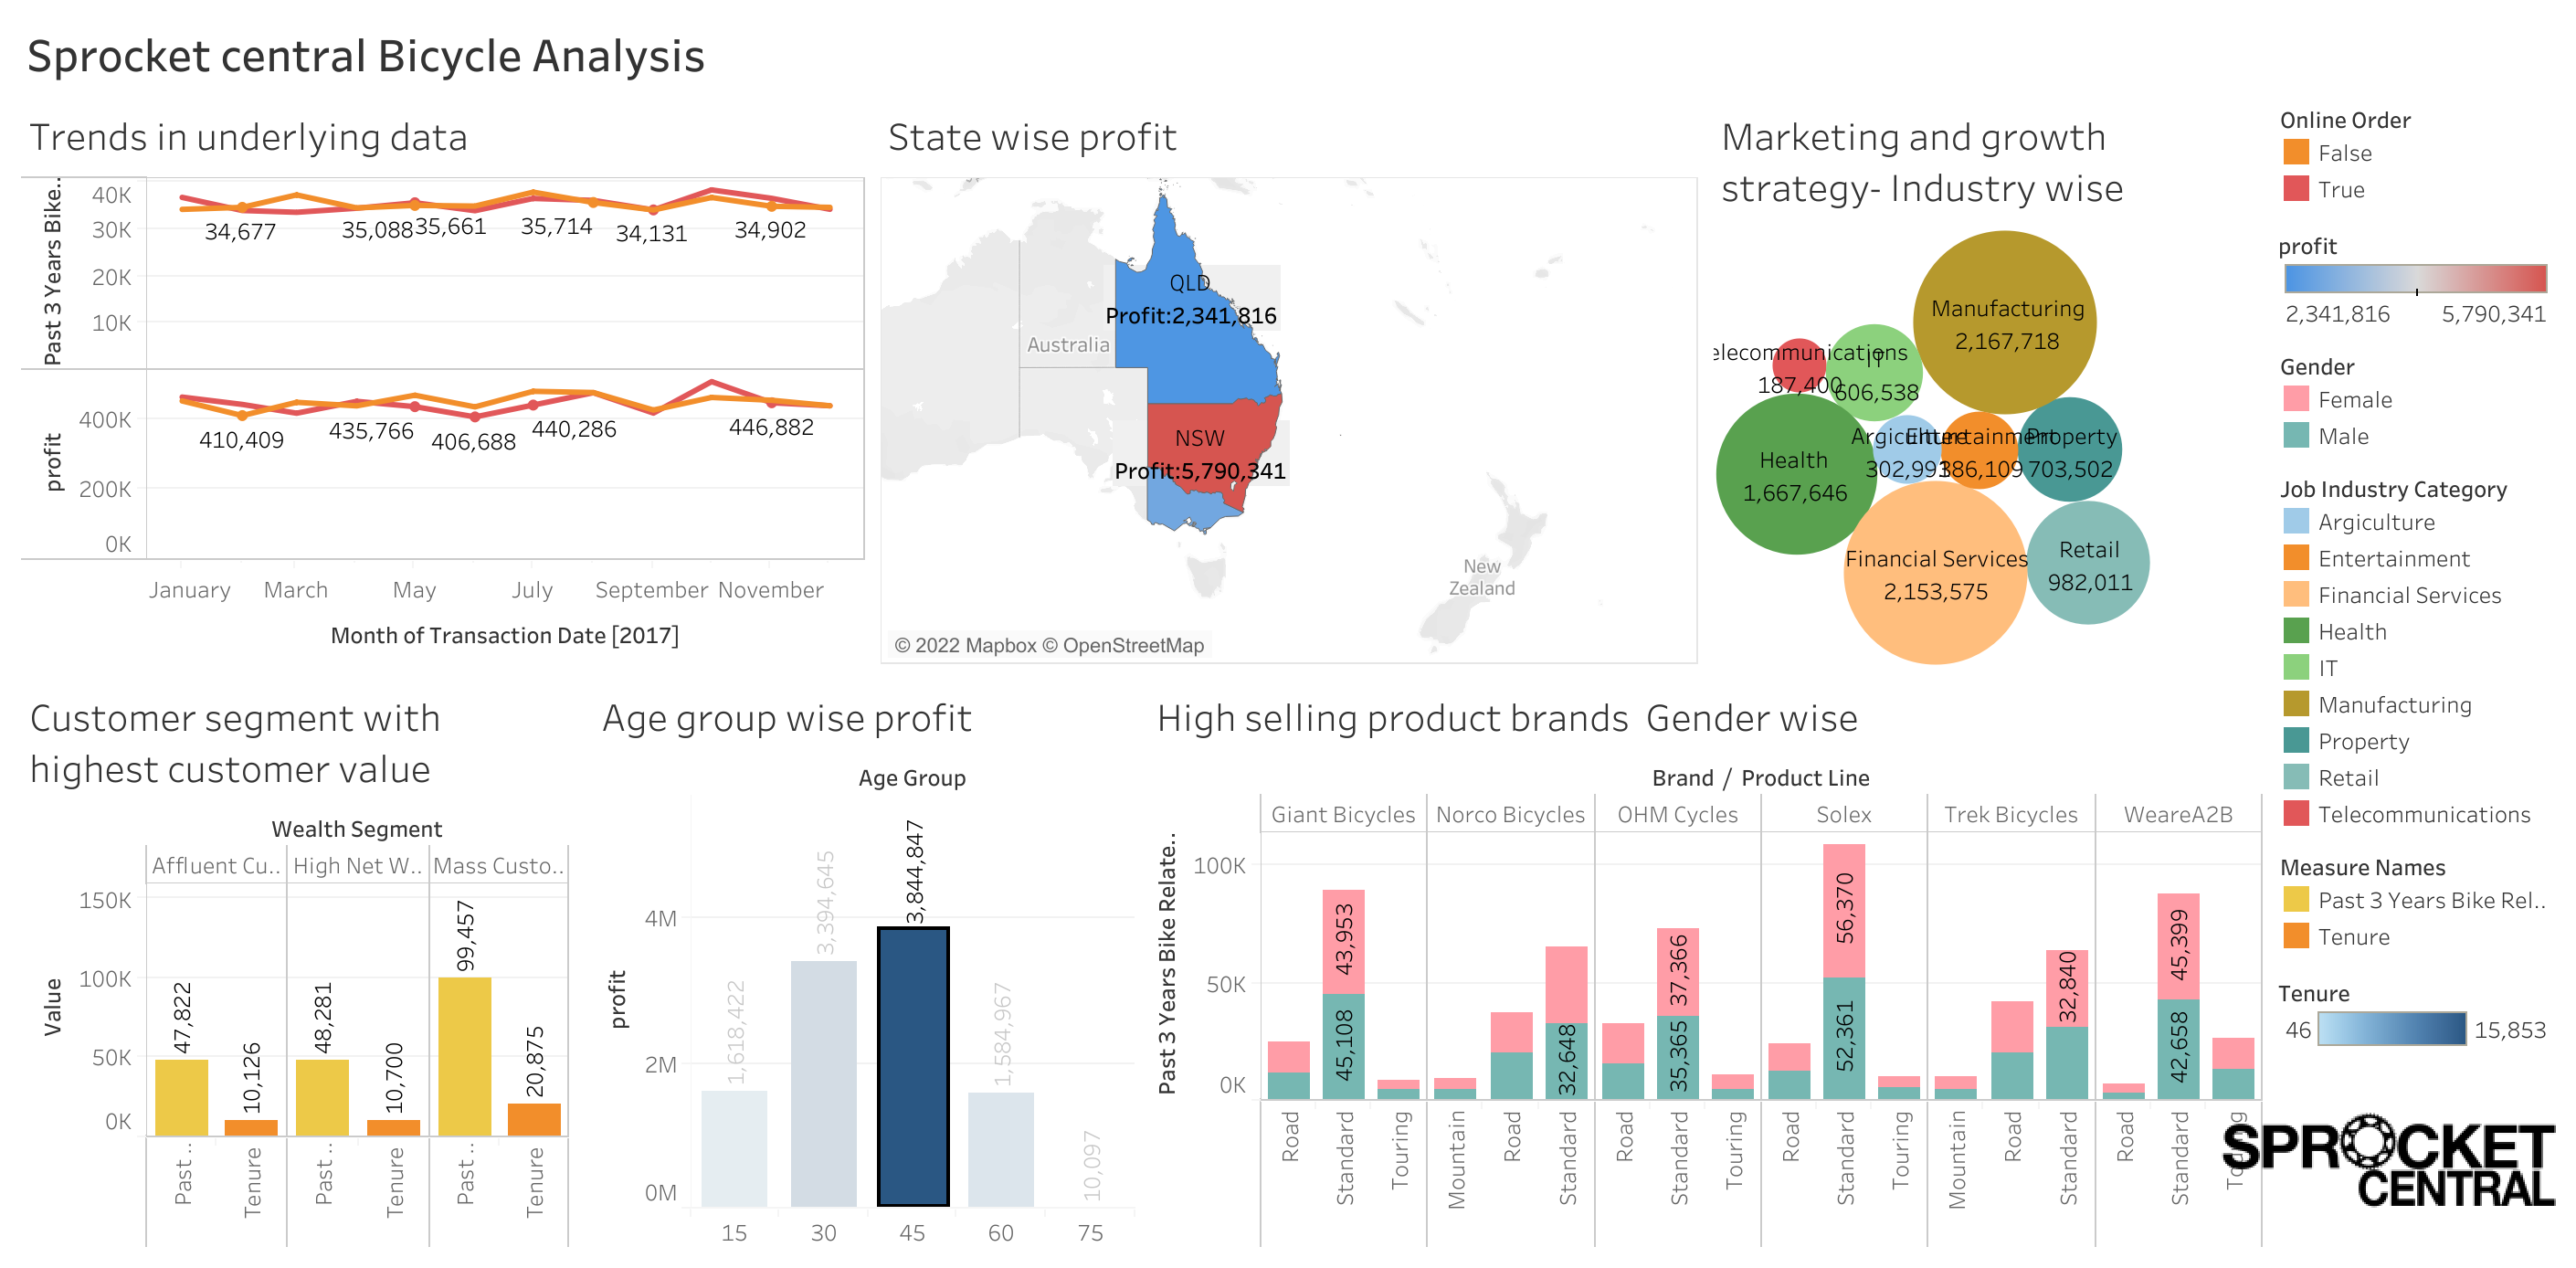 Sprocket central Bicycle Analysis
Trends in underlying data
Past 3 Years Bike..
40K
30K
20K
10K
34,677
35,088
35,661
35,714
34,131
34,902
profit
400K
200K
0K
410,409
435,766
406,688
440,286
446,882
January
March
May
July
September
November
Month of Transaction Date [2017]
State wise profit
QLD
Profit:2,341,816
Australia
NSW
Profit:5,790,341
New
Zealand
© 2022 Mapbox © OpenStreetMap
Marketing and growth
strategy- Industry wise
Manufacturing
2,167,718
elecommunications
187,400
IT
606,538
Health
1,667,646
Argiculture
302,991
Entertainment
386,109
Property
703,502
Financial Services
2,153,575
Retail
982,011
Online Order
False
True
profit
2,341,816
5,790,341
Gender
Female
Male
Job Industry Category
Argiculture
Entertainment
Financial Services
Health
IT
Manufacturing
Property
Retail
Telecommunications
Measure Names
Past 3 Years Bike Rel..
Tenure
Tenure
46
15,853
Customer segment with
highest customer value
Wealth Segment
Affluent Cu..
High Net W..
Mass Custo..
Value
150K
100K
50K
0K
47,822
10,126
48,281
10,700
99,457
20,875
Past ..
Tenure
Past ..
Tenure
Past ..
Tenure
Age group wise profit
Age Group
profit
4M
2M
0M
1,618,422
3,394,645
3,844,847
1,584,967
10,097
15
30
45
60
75
High selling product brands  Gender wise
Brand / Product Line
Giant Bicycles
Norco Bicycles
OHM Cycles
Solex
Trek Bicycles
WeareA2B
Past 3 Years Bike Relate..
100K
50K
0K
43,953
45,108
32,648
37,366
35,365
56,370
52,361
32,840
45,399
42,658
Road
Standard
Touring
Mountain
Road
Standard
Road
Standard
Touring
Road
Standard
Touring
Mountain
Road
Standard
Road
Standard
SPROCKET
CENTRAL